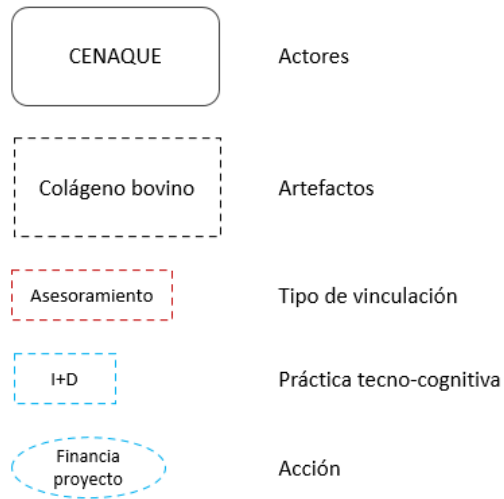 CENAQUE
Actores
Colágeno bovino
Artefactos
Asesoramiento
Tipo de vinculación
I+D
Práctica tecno-cognitiva
Financia
proyecto
Acción